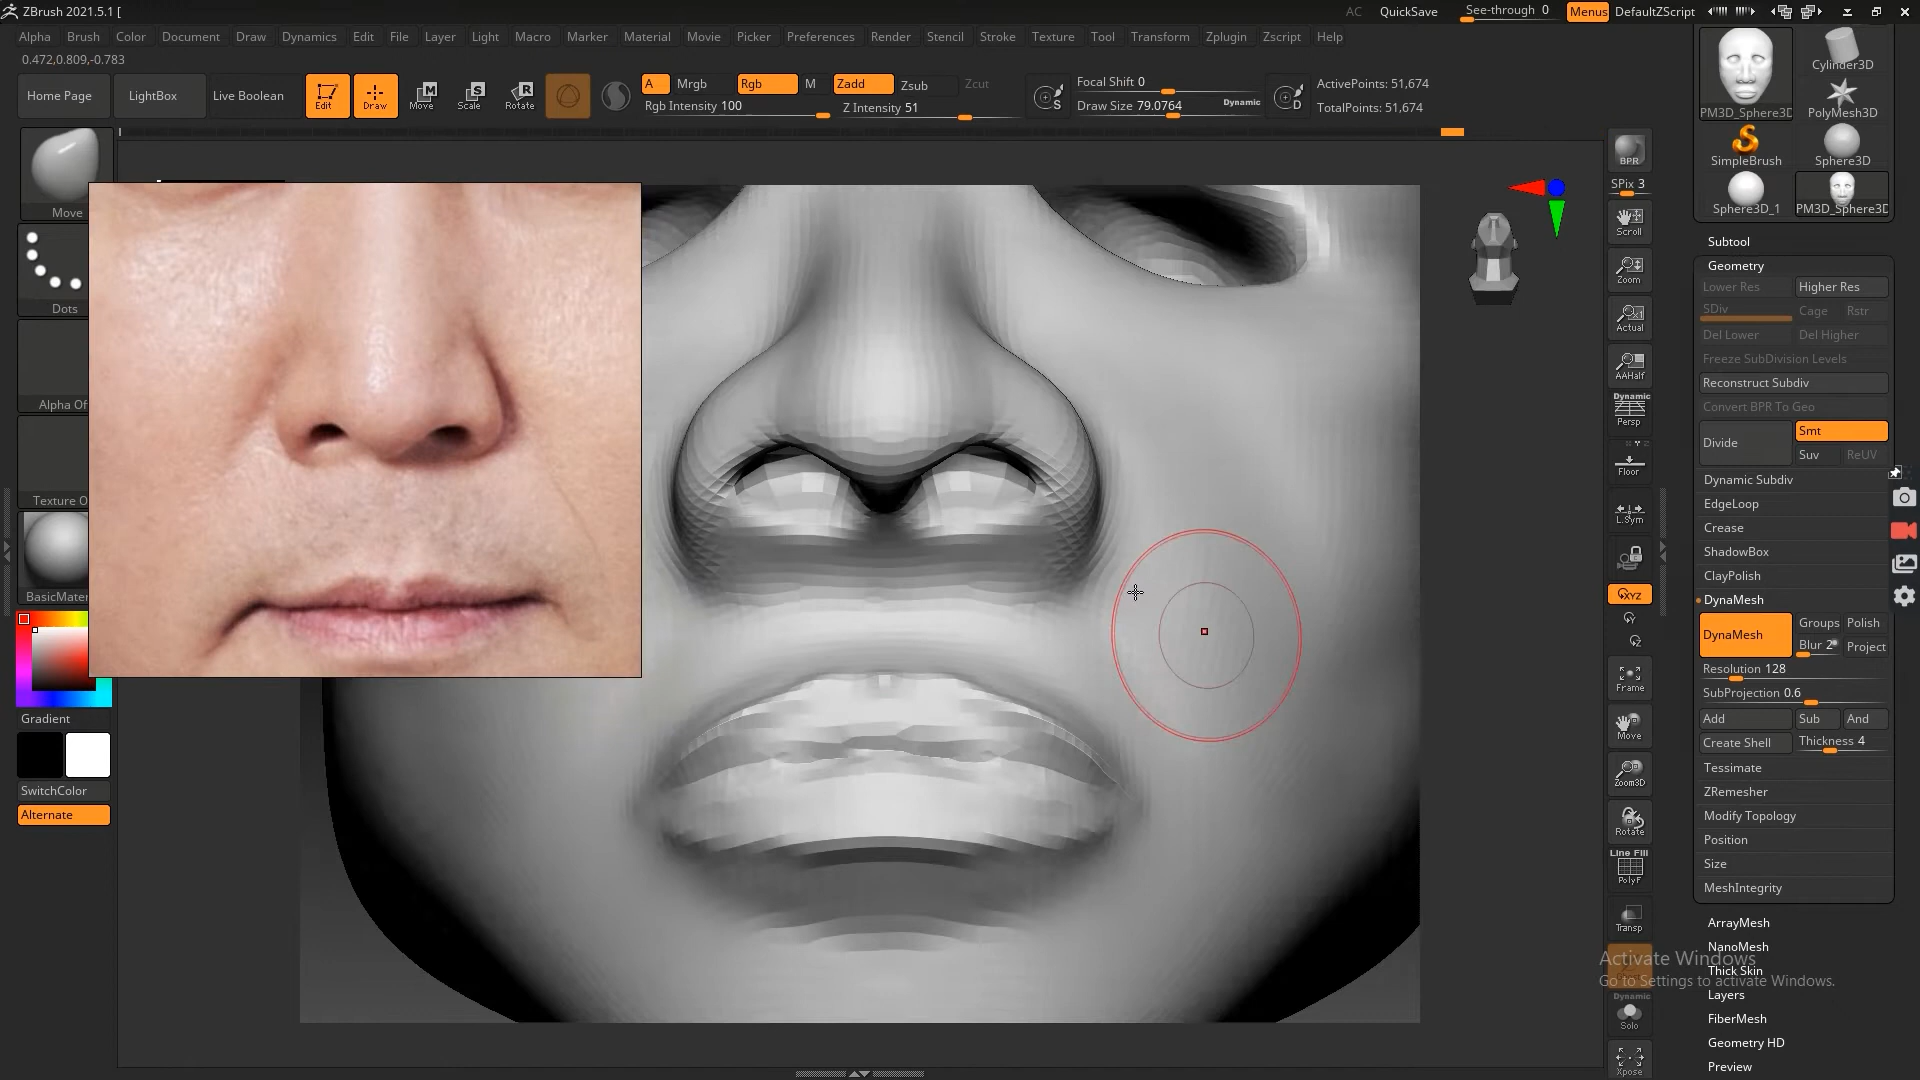 ZBrush 2021.5.1 [
AC
QuickSave
See-through 0
Menus
DefaultZScript
Alpha Brush Color Document Draw Dynamics Edit File Layer Light Macro Marker Material Movie Picker Preferences Render Stencil Stroke Texture Tool Transform Zplugin Zscript Help
0.472,0.809,-0.783
Home Page
LightBox
Live Boolean
Edit
Draw
Move
Scale
Rotate
A
Mrgb
Rgb
M
Zadd
Zsub
Zcut
Rgb Intensity 100
Z Intensity 51
Focal Shift 0
Draw Size 79.0764
Dynamic
ActivePoints: 51,674
TotalPoints: 51,674
Move
Dots
Alpha Of
Texture O
BasicMater
Gradient
SwitchColor
Alternate
BPR
SPix 3
Scroll
Zoom
Actual
AAHalf
Dynamic
Persp
Floor
L.Sym
XYZ
Frame
Move
Zoom3D
Rotate
Line Fill
PolyF
Transp
Dynamic
Solo
Xpose
PM3D_Sphere3D
Cylinder3D
PolyMesh3D
SimpleBrush
Sphere3D
Sphere3D_1
PM3D_Sphere3D
Subtool
Geometry
Lower Res
Higher Res
SDiv
Cage
Rstr
Del Lower
Del Higher
Freeze SubDivision Levels
Reconstruct Subdiv
Convert BPR To Geo
Divide
Smt
Suv
ReUV
Dynamic Subdiv
EdgeLoop
Crease
ShadowBox
ClayPolish
DynaMesh
DynaMesh
Groups
Polish
Blur 2
Project
Resolution 128
SubProjection 0.6
Add
Sub
And
Create Shell
Thickness 4
Tessimate
ZRemesher
Modify Topology
Position
Size
MeshIntegrity
ArrayMesh
NanoMesh
Thick Skin
Layers
FiberMesh
Geometry HD
Preview
Activate Windows
Go to Settings to activate Windows.